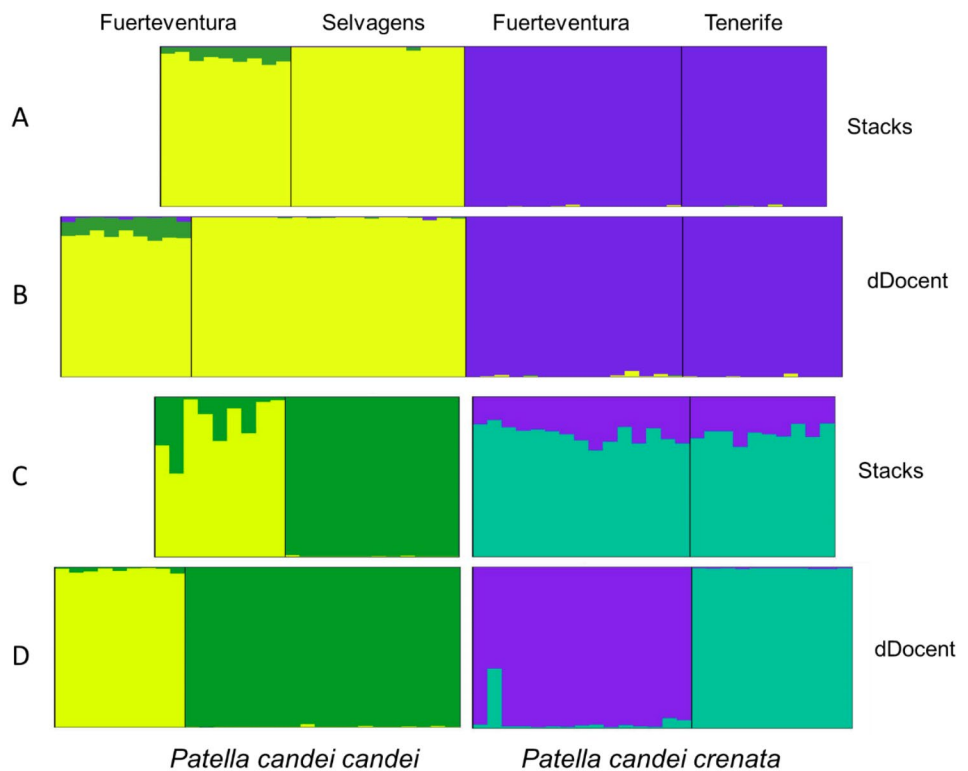 Fuerteventura Selvagens Fuerteventura Tenerife
A Stacks
B dDocent
C Stacks
D dDocent
Patella candei candei Patella candei crenata